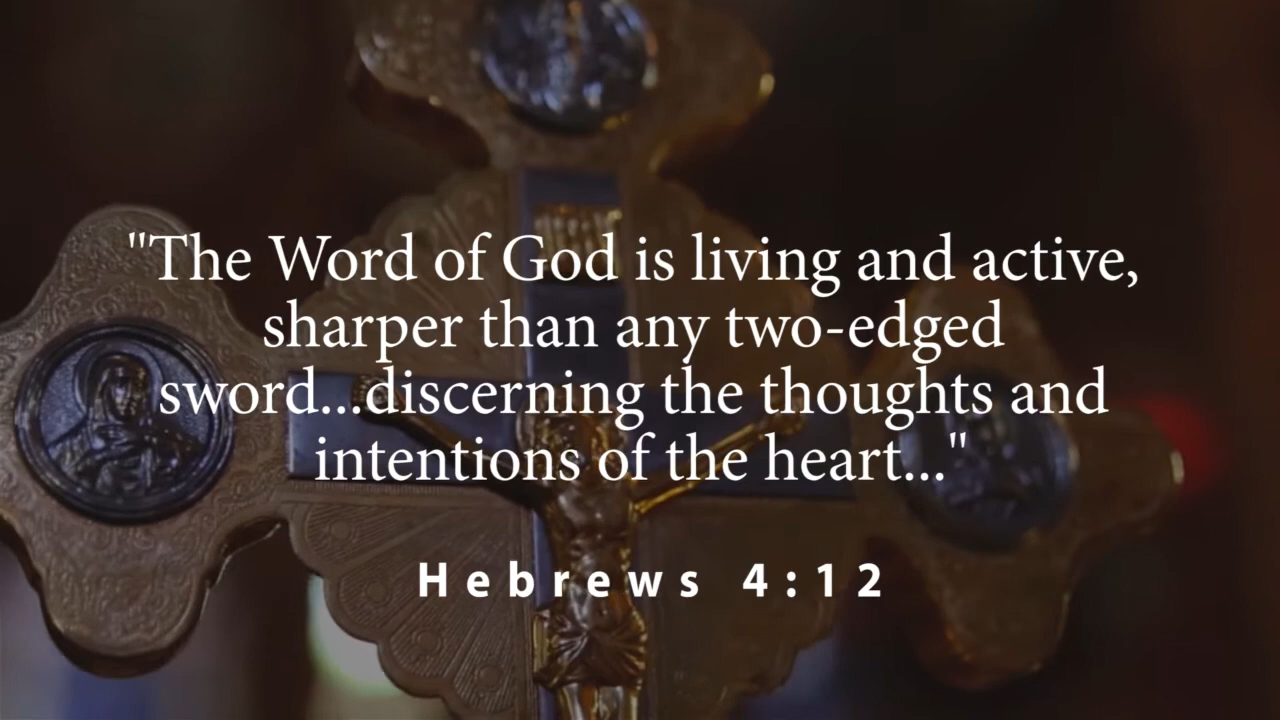 "The Word of God is living and active,
sharper than any two-edged
sword...discerning the thoughts and
intentions of the heart..."
Hebrews 4:12